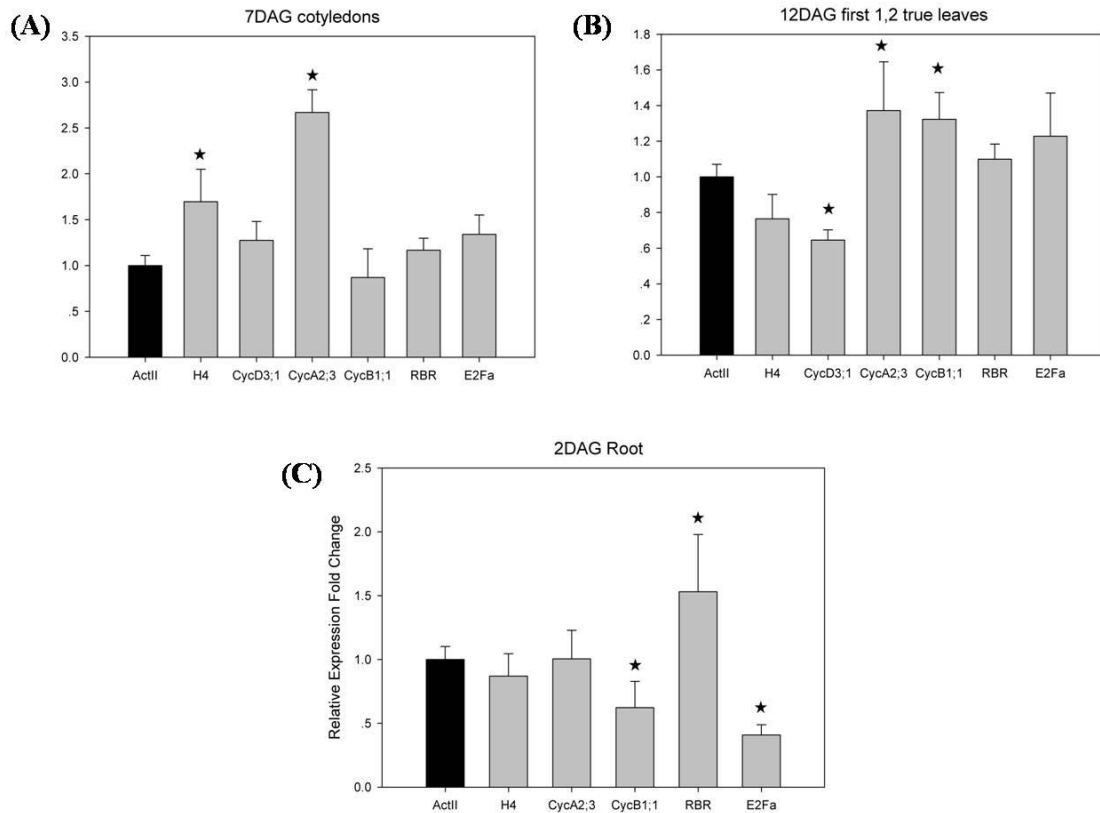 (A)
7DAG cotyledons
3.5
3.0
2.5
2.0
1.5
1.0
.5
0.0
ActII H4 CycD3;1 CycA2;3 CycB1;1 RBR E2Fa
(B)
12DAG first 1,2 true leaves
1.8
1.6
1.4
1.2
1.0
.8
.6
.4
.2
0.0
ActII H4 CycD3;1 CycA2;3 CycB1;1 RBR E2Fa
(C)
2DAG Root
Relative Expression Fold Change
2.5
2.0
1.5
1.0
.5
0.0
ActII H4 CycA2;3 CycB1;1 RBR E2Fa